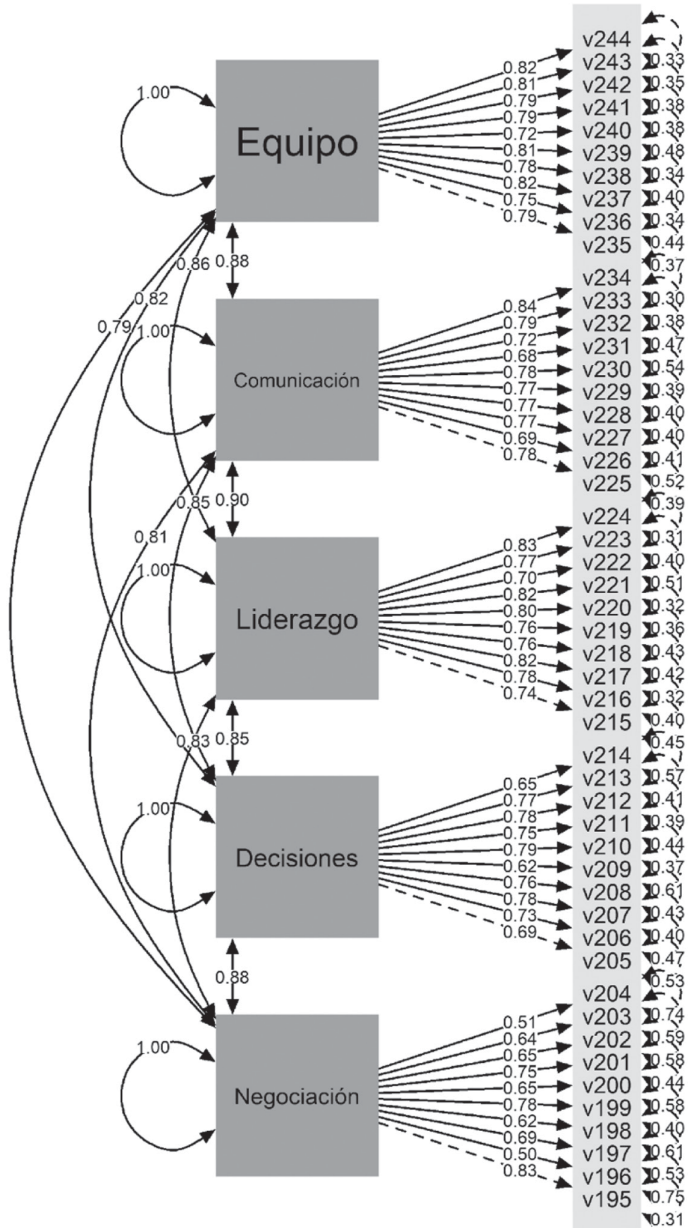 v244
0.82
v243
0.33
1.00
0.81
v242
0.35
0.79
v241
0.38
Equipo
0.79
v240
0.38
0.72
v239
0.48
0.81
v238
0.34
0.78
v237
0.40
0.82
v236
0.34
0.75
v235
0.44
0.79
0.37
0.86
0.88
0.82
0.79
v234
0.84
v233
0.30
1.00
0.79
v232
0.38
0.72
v231
0.47
Comunicación
0.68
v230
0.54
0.78
v229
0.39
0.77
v228
0.40
0.77
v227
0.40
0.77
v226
0.41
0.69
v225
0.52
0.78
0.39
0.85
0.90
0.81
v224
0.83
v223
0.31
1.00
0.77
v222
0.40
0.70
v221
0.51
Liderazgo
0.82
v220
0.32
0.80
v219
0.36
0.76
v218
0.43
0.76
v217
0.42
0.82
v216
0.32
0.78
v215
0.40
0.74
0.45
0.83
0.85
v214
0.65
v213
0.57
1.00
0.77
v212
0.41
0.78
v211
0.39
Decisiones
0.75
v210
0.44
0.79
v209
0.37
0.62
v208
0.61
0.76
v207
0.43
0.78
v206
0.40
0.73
v205
0.47
0.69
0.53
0.88
v204
0.51
v203
0.74
1.00
0.64
v202
0.59
0.65
v201
0.58
Negociación
0.75
v200
0.44
0.65
v199
0.58
0.78
v198
0.40
0.62
v197
0.61
0.69
v196
0.53
0.50
v195
0.75
0.83
0.31